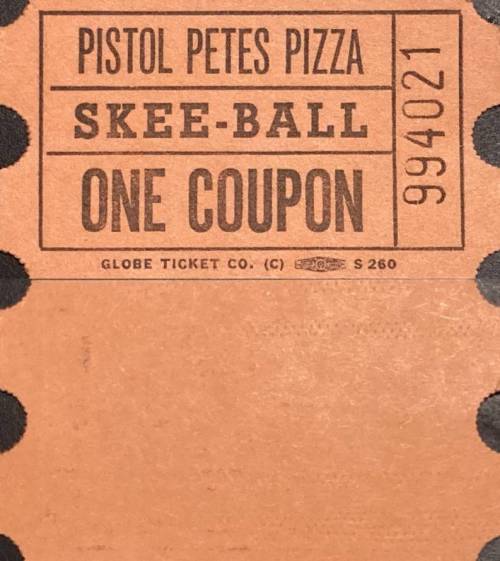 PISTOL PETES PIZZA
SKEE-BALL
ONE COUPON
994021
GLOBE TICKET CO. (C) S 260